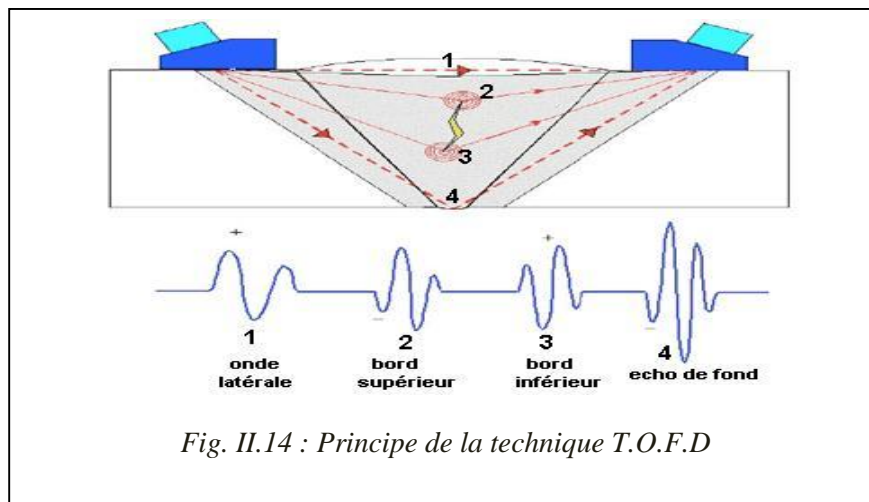 1
2
3
4
+ +
– –
1 2 3 4
onde bord bord echo de fond
latérale supérieur inférieur
Fig. II.14 : Principe de la technique T.O.F.D